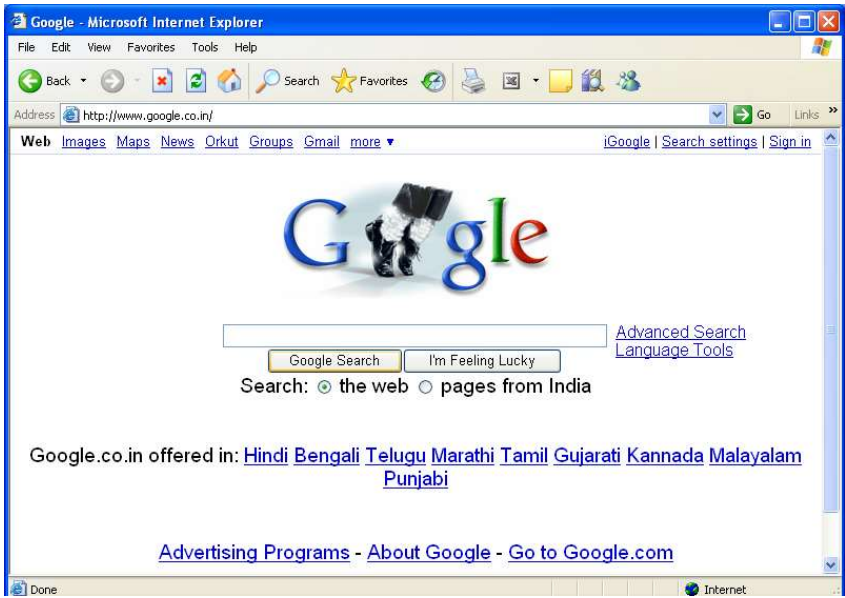 Google - Microsoft Internet Explorer
File Edit View Favorites Tools Help
Back Search Favorites
Address http://www.google.co.in/ Go Links »
Web Images Maps News Orkut Groups Gmail more ▼ iGoogle | Search settings | Sign in
G gle
Advanced Search
Language Tools
Google Search I'm Feeling Lucky
Search: the web pages from India
Google.co.in offered in: Hindi Bengali Telugu Marathi Tamil Gujarati Kannada Malayalam
Punjabi
Advertising Programs - About Google - Go to Google.com
Done Internet